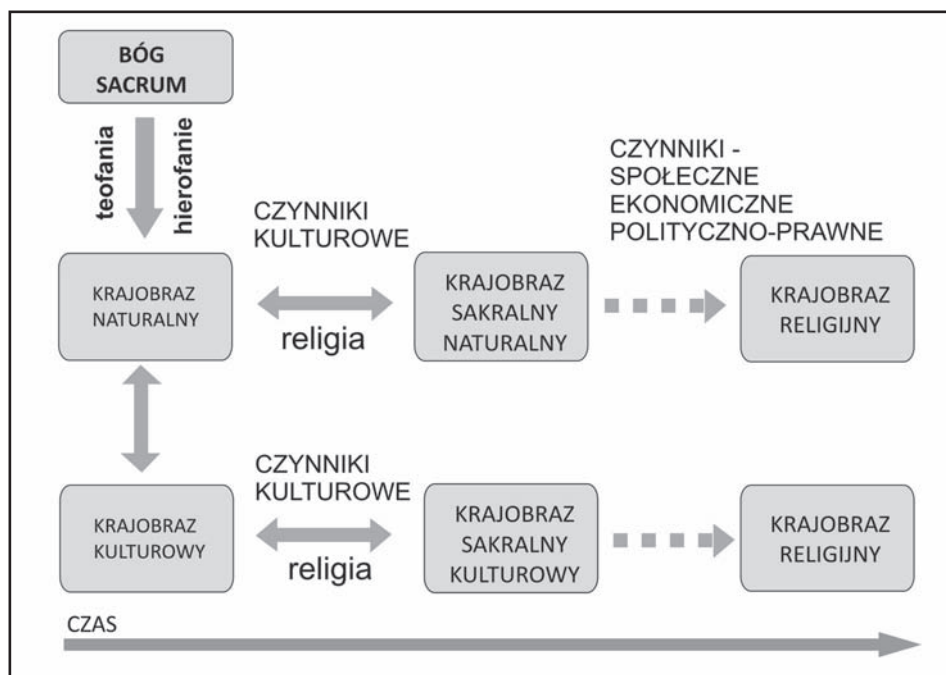 BÓG
SACRUM
teofania
hierofanie
CZYNNIKI
KULTUROWE
CZYNNIKI -
SPOŁECZNE
EKONOMICZNE
POLITYCZNO-PRAWNE
KRAJOBRAZ
NATURALNY
religia
KRAJOBRAZ
SAKRALNY
NATURALNY
KRAJOBRAZ
RELIGIJNY
CZYNNIKI
KULTUROWE
KRAJOBRAZ
KULTUROWY
religia
KRAJOBRAZ
SAKRALNY
KULTUROWY
KRAJOBRAZ
RELIGIJNY
CZAS